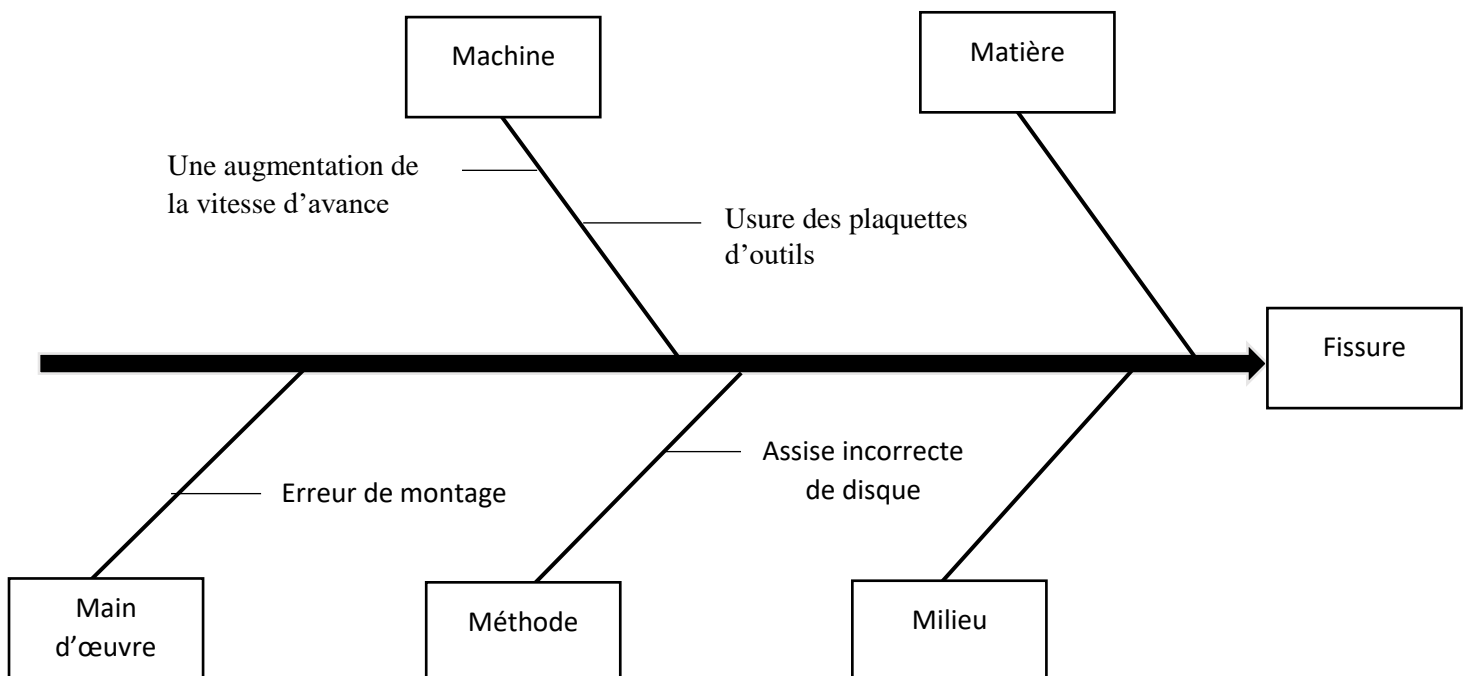 Machine
Matière
Une augmentation de
la vitesse d’avance
Usure des plaquettes
d’outils
Fissure
Assise incorrecte
de disque
Erreur de montage
Main
d’œuvre
Méthode
Milieu